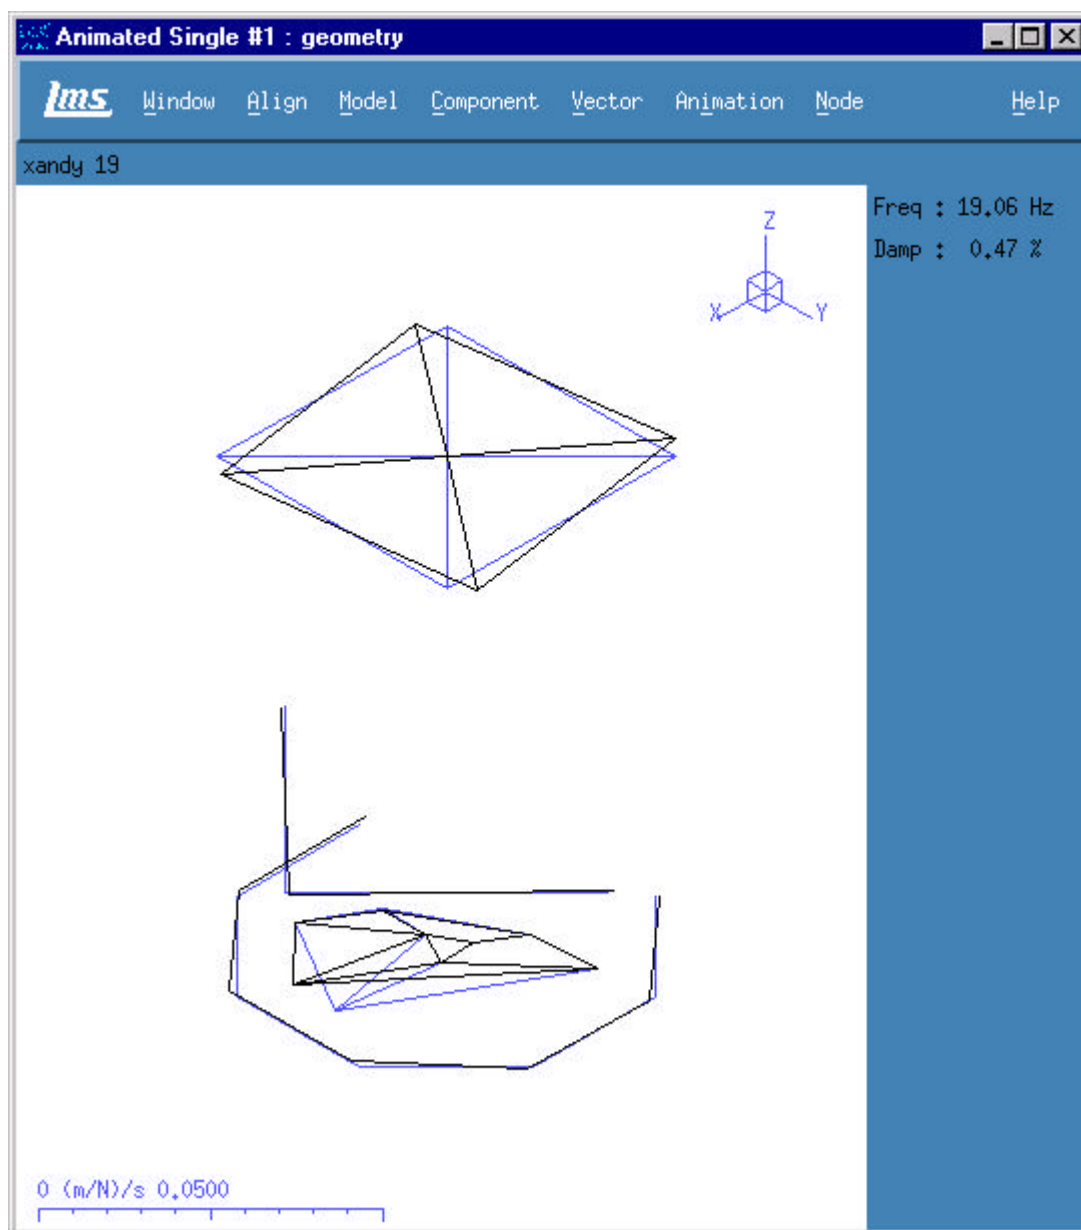 Animated Single #1 : geometry
lms Window Align Model Component Vector Animation Node Help
xandy 19
Freq : 19.06 Hz
Damp : 0.47 %
Z
X Y
0 (m/N)/s 0.0500